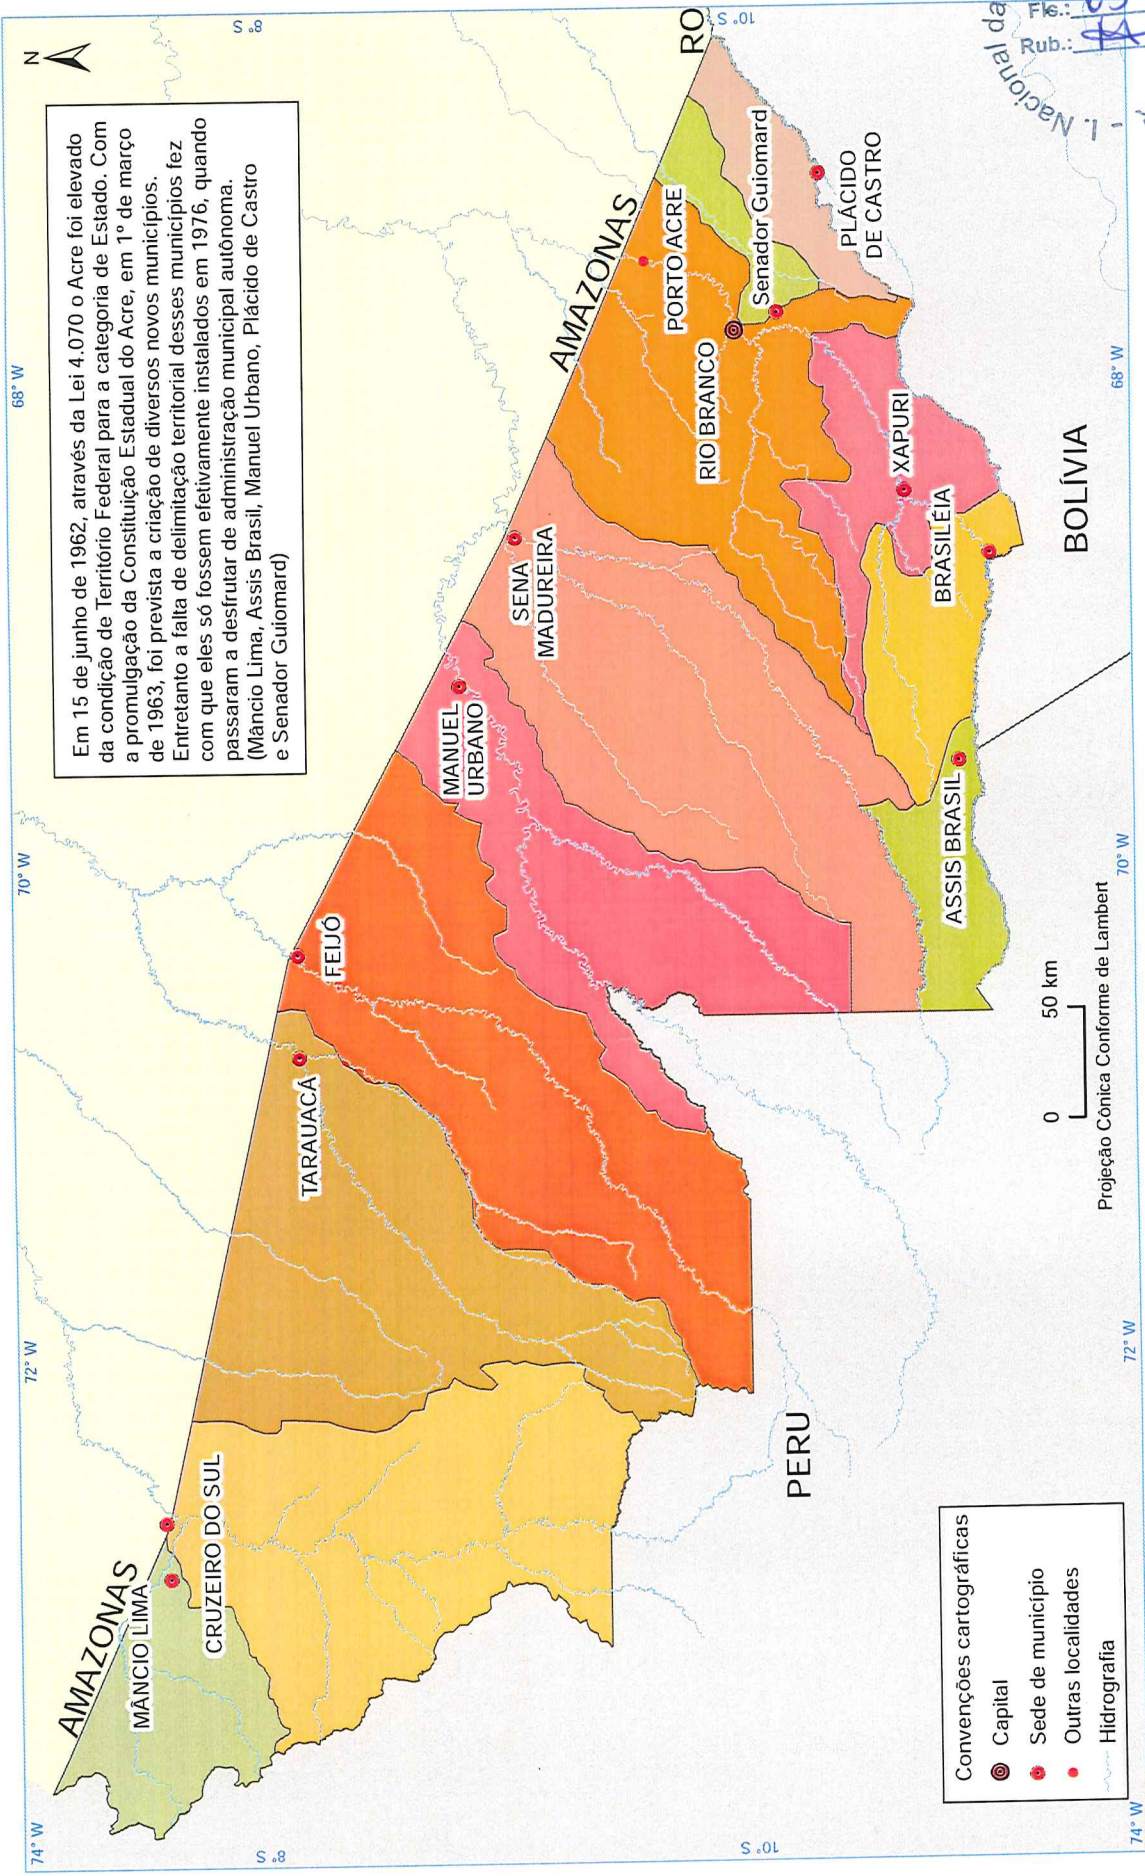 74° W
72° W
70° W
68° W
N
8° S
8° S
10° S
10° S
Em 15 de junho de 1962, através da Lei 4.070 o Acre foi elevado
da condição de Território Federal para a categoria de Estado. Com
a promulgação da Constituição Estadual do Acre, em 1º de março
de 1963, foi prevista a criação de diversos novos municípios.
Entretanto a falta de delimitação territorial desses municípios fez
com que eles só fossem efetivamente instalados em 1976, quando
passaram a desfrutar de administração municipal autônoma.
(Mâncio Lima, Assis Brasil, Manuel Urbano, Plácido de Castro
e Senador Guiomard)
AMAZONAS
MÂNCIO LIMA
CRUZEIRO DO SUL
TARAUACÁ
FEIJÓ
MANUEL
URBANO
SENA
MADUREIRA
AMAZONAS
RO
PORTO ACRE
Senador Guiomard
RIO BRANCO
PLÁCIDO
DE CASTRO
XAPURI
BRASILÉIA
ASSIS BRASIL
BOLÍVIA
PERU
Convenções cartográficas
Capital
Sede de município
Outras localidades
Hidrografia
0 50 km
Projeção Cônica Conforme de Lambert
74° W
72° W
70° W
68° W
I. Nacional da
Fls.:
Rub.: